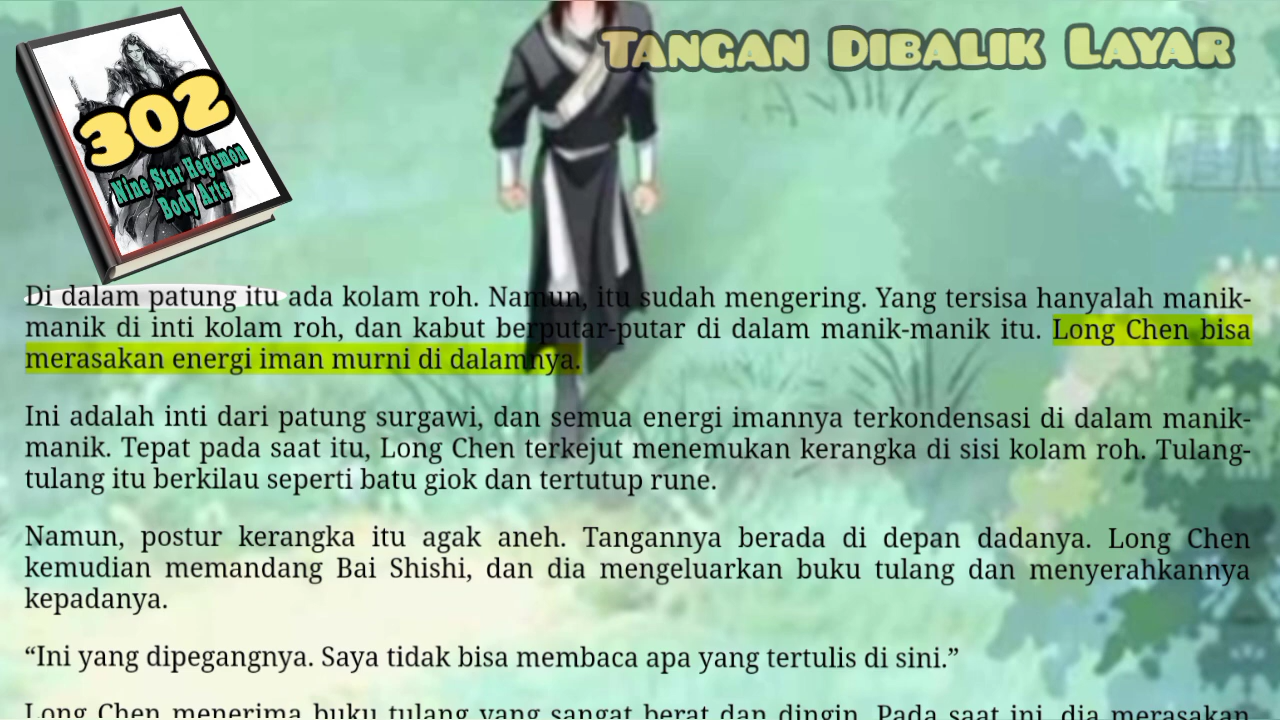 Tangan Dibalik Layar
302
Nine Star Hegemon
Body Arts
Di dalam patung itu ada kolam roh. Namun, itu sudah mengering. Yang tersisa hanyalah manik-
manik di inti kolam roh, dan kabut berputar-putar di dalam manik-manik itu. Long Chen bisa
merasakan energi iman murni di dalamnya.
Ini adalah inti dari patung surgawi, dan semua energi imannya terkondensasi di dalam manik-
manik. Tepat pada saat itu, Long Chen terkejut menemukan kerangka di sisi kolam roh. Tulang-
tulang itu berkilau seperti batu giok dan tertutup rune.
Namun, postur kerangka itu agak aneh. Tangannya berada di depan dadanya. Long Chen
kemudian memandang Bai Shishi, dan dia mengeluarkan buku tulang dan menyerahkannya
kepadanya.
“Ini yang dipegangnya. Saya tidak bisa membaca apa yang tertulis di sini.”
Long Chen menerima buku tulang yang sangat berat dan dingin. Pada saat ini, dia merasakan